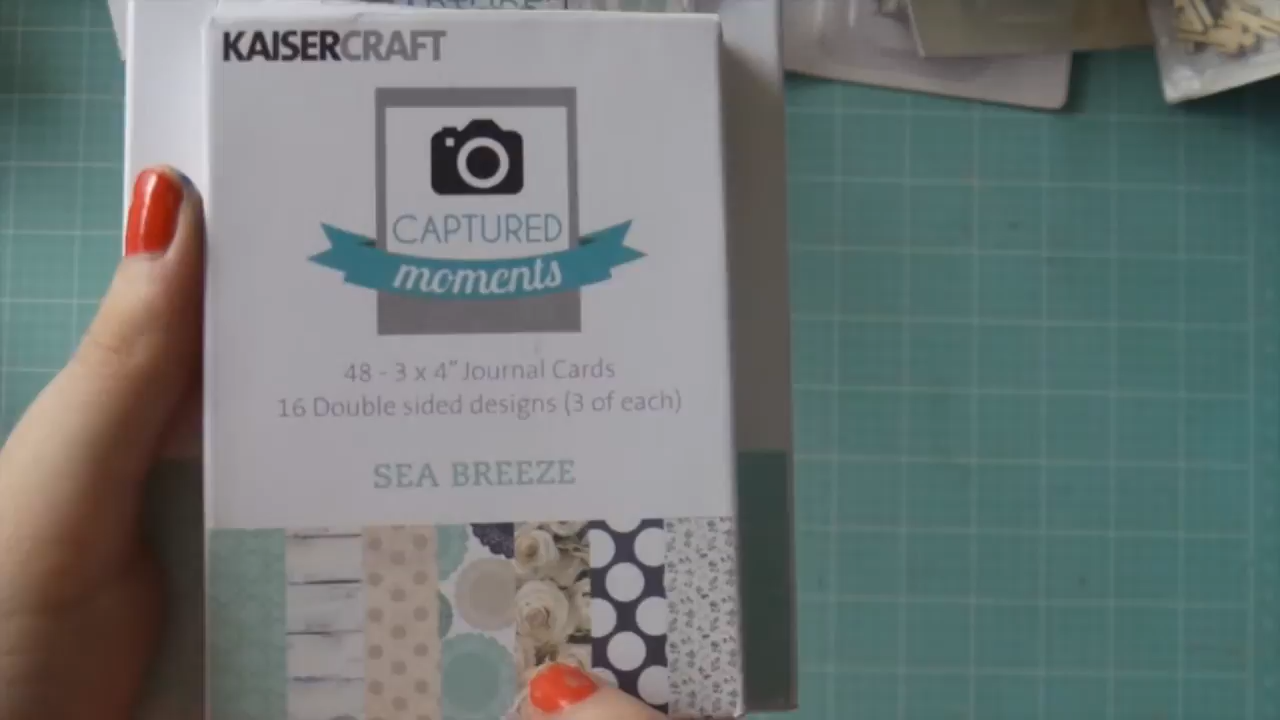 KAISERCRAFT
CAPTURED
moments
48 - 3 x 4" Journal Cards
16 Double sided designs (3 of each)
SEA BREEZE